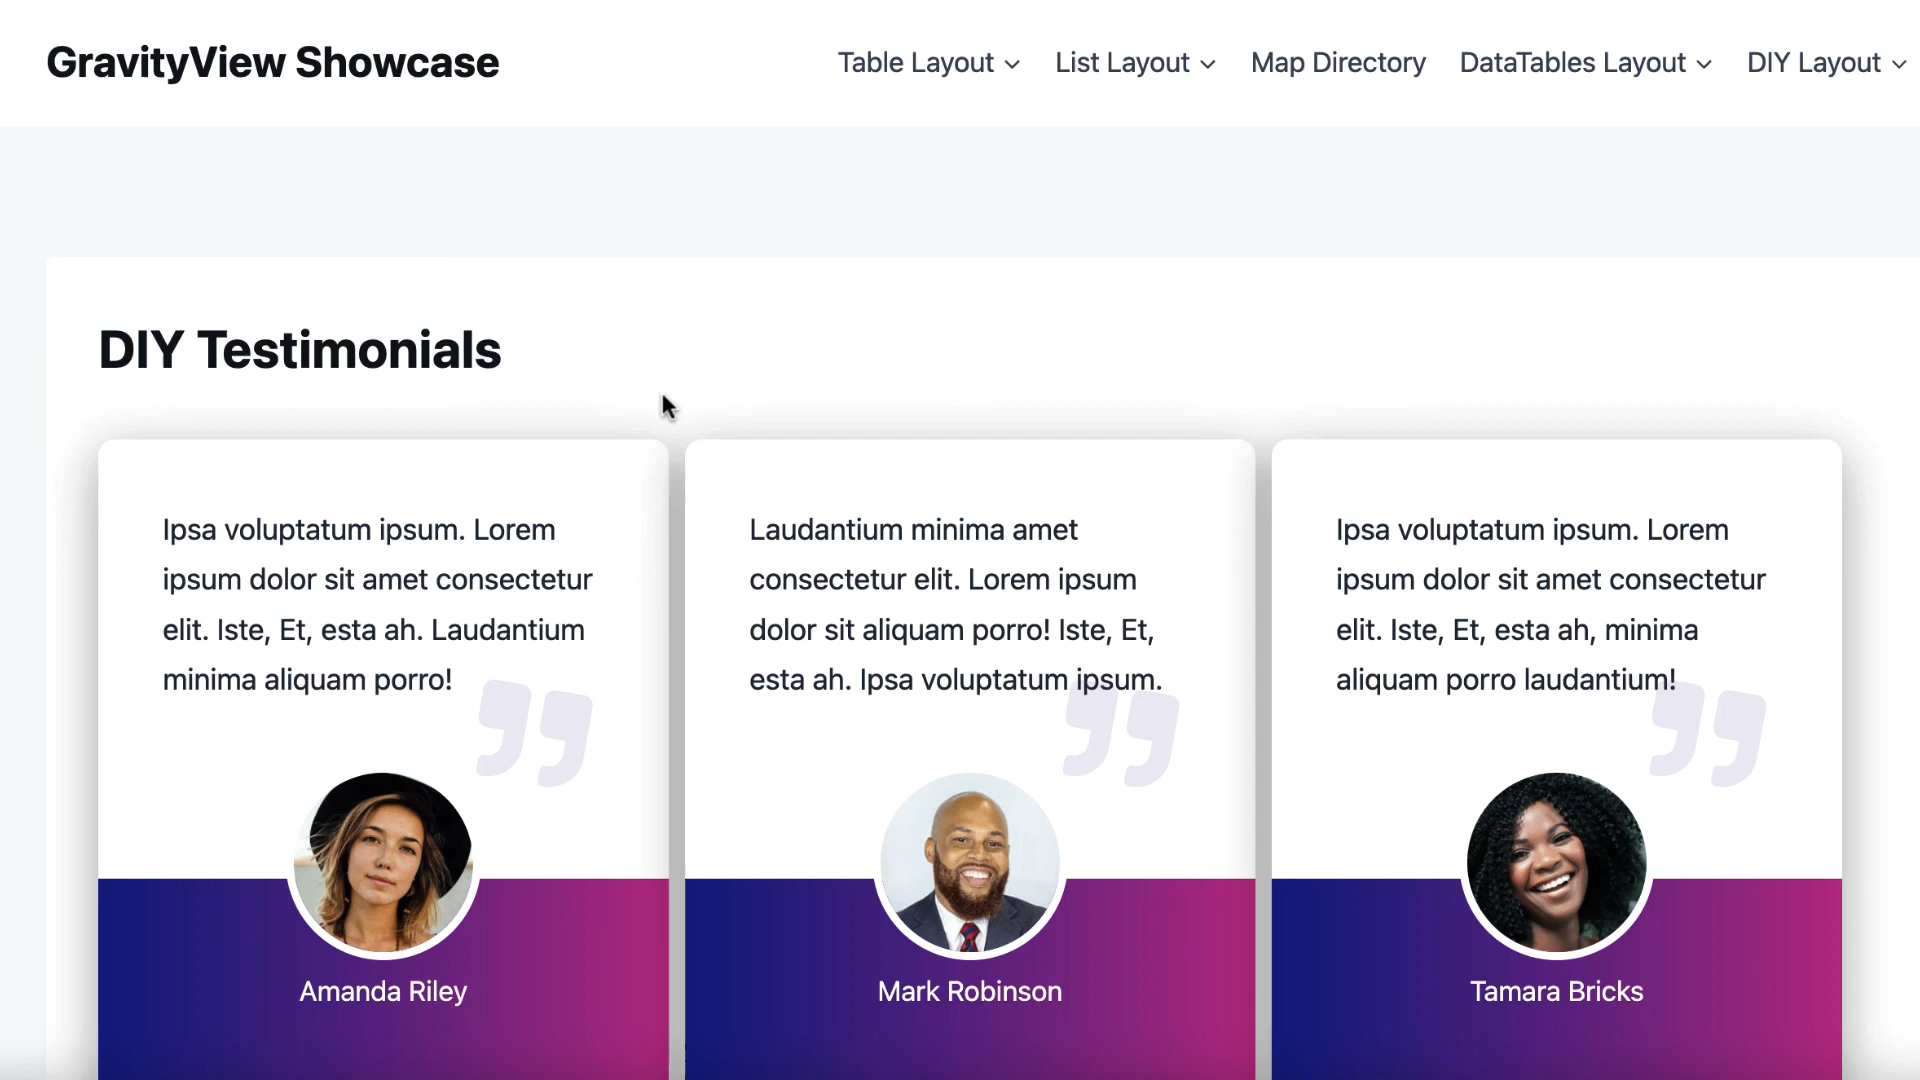 GravityView Showcase
Table Layout
List Layout
Map Directory
DataTables Layout
DIY Layout
DIY Testimonials
Ipsa voluptatum ipsum. Lorem
ipsum dolor sit amet consectetur
elit. Iste, Et, esta ah. Laudantium
minima aliquam porro!
Amanda Riley
Laudantium minima amet
consectetur elit. Lorem ipsum
dolor sit aliquam porro! Iste, Et,
esta ah. Ipsa voluptatum ipsum.
Mark Robinson
Ipsa voluptatum ipsum. Lorem
ipsum dolor sit amet consectetur
elit. Iste, Et, esta ah, minima
aliquam porro laudantium!
Tamara Bricks